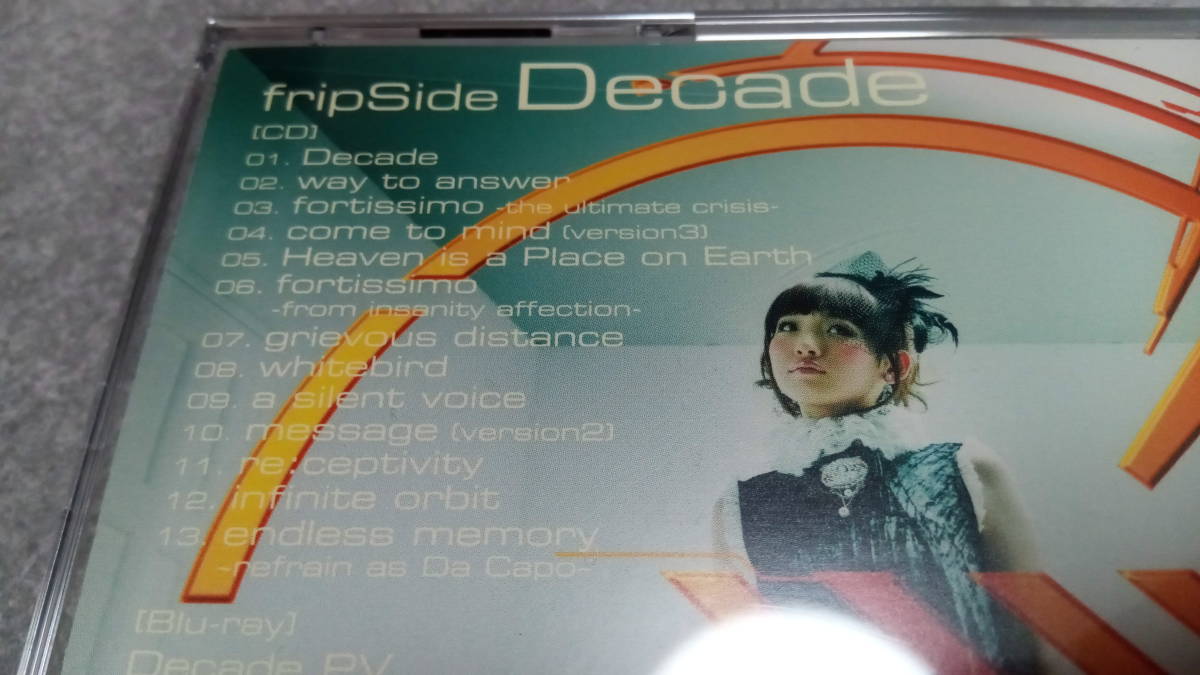 fripSide Decade
[CD]
01. Decade
02. way to answer
03. fortissimo -the ultimate crisis-
04. come to mind (version3)
05. Heaven is a Place on Earth
06. fortissimo
-from insanity affection-
07. grievous distance
08. whitebird
09. a silent voice
10. message (version2)
11. re:ceptivity
12. infinite orbit
13. endless memory
~refrain as Da Capo~
[Blu-ray]
Decade PV